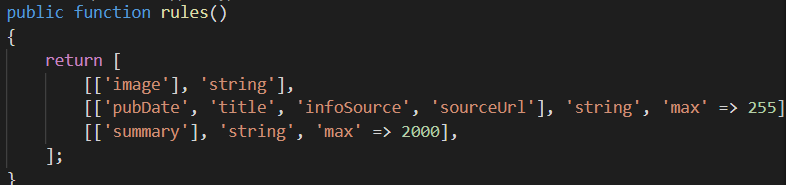 public function rules()
{
    return [
        [['image'], 'string'],
        [['pubDate', 'title', 'infoSource', 'sourceUrl'], 'string', 'max' => 255]
        [['summary'], 'string', 'max' => 2000],
    ];
}